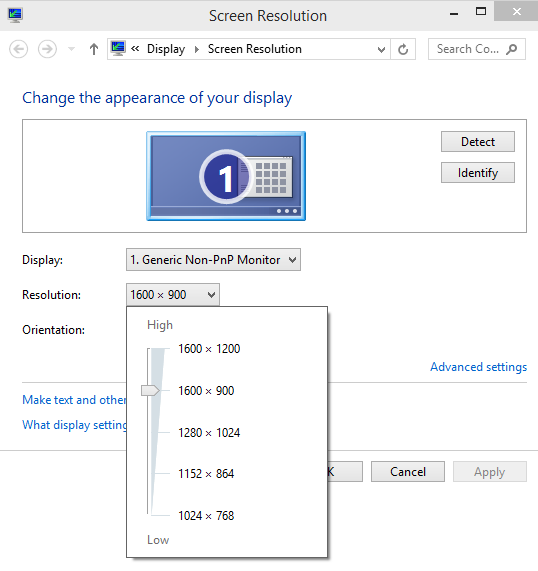 Screen Resolution
Display Screen Resolution
Search Co...
Change the appearance of your display
1
Detect
Identify
Display: 1. Generic Non-PnP Monitor
Resolution: 1600 × 900
Orientation:
High
1600 × 1200
1600 × 900
1280 × 1024
1152 × 864
1024 × 768
Low
Advanced settings
Make text and other
What display setting
K Cancel Apply